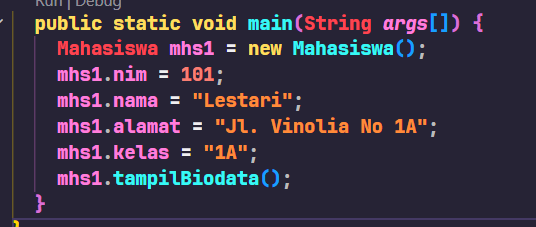 Run | Debug
public static void main(String args[]) {
Mahasiswa mhs1 = new Mahasiswa();
mhs1.nim = 101;
mhs1.nama = "Lestari";
mhs1.alamat = "Jl. Vinolia No 1A";
mhs1.kelas = "1A";
mhs1.tampilBiodata();
}
}